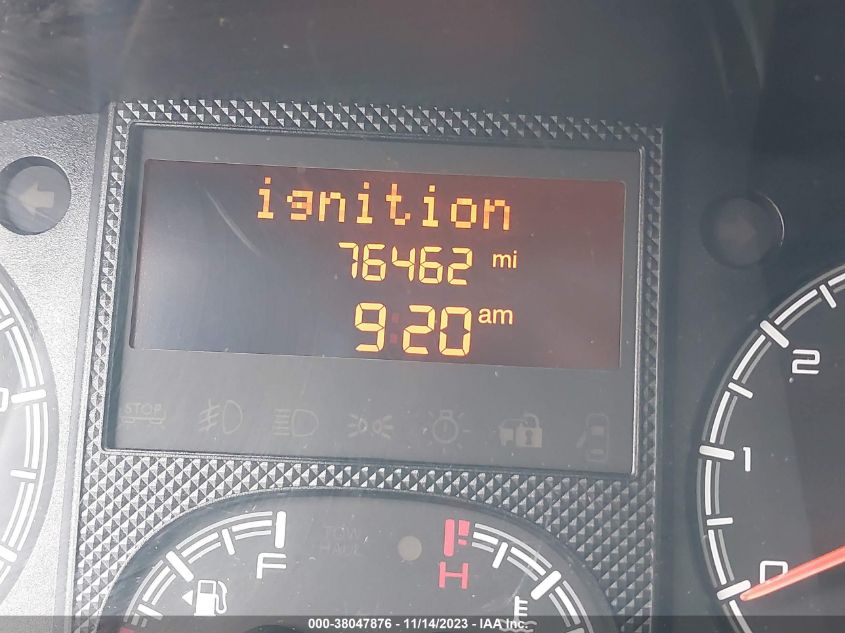 ignition
76462 mi
9:20 am
STOP
2
1
0
F
TOW
HAUL
H
000-38047876 - 11/14/2023 - IAA Inc.